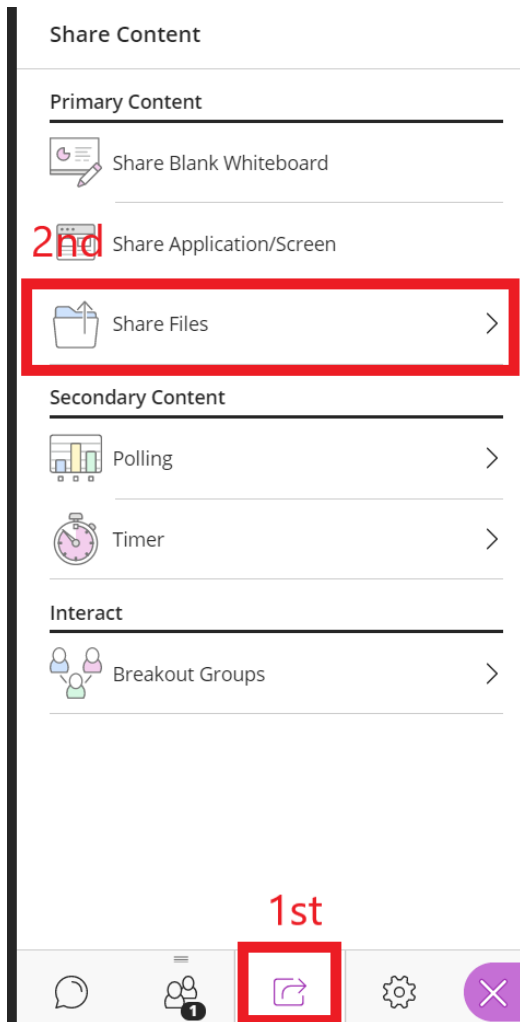 Share Content
Primary Content
Share Blank Whiteboard
2nd
Share Application/Screen
Share Files
Secondary Content
Polling
Timer
Interact
Breakout Groups
1st
1